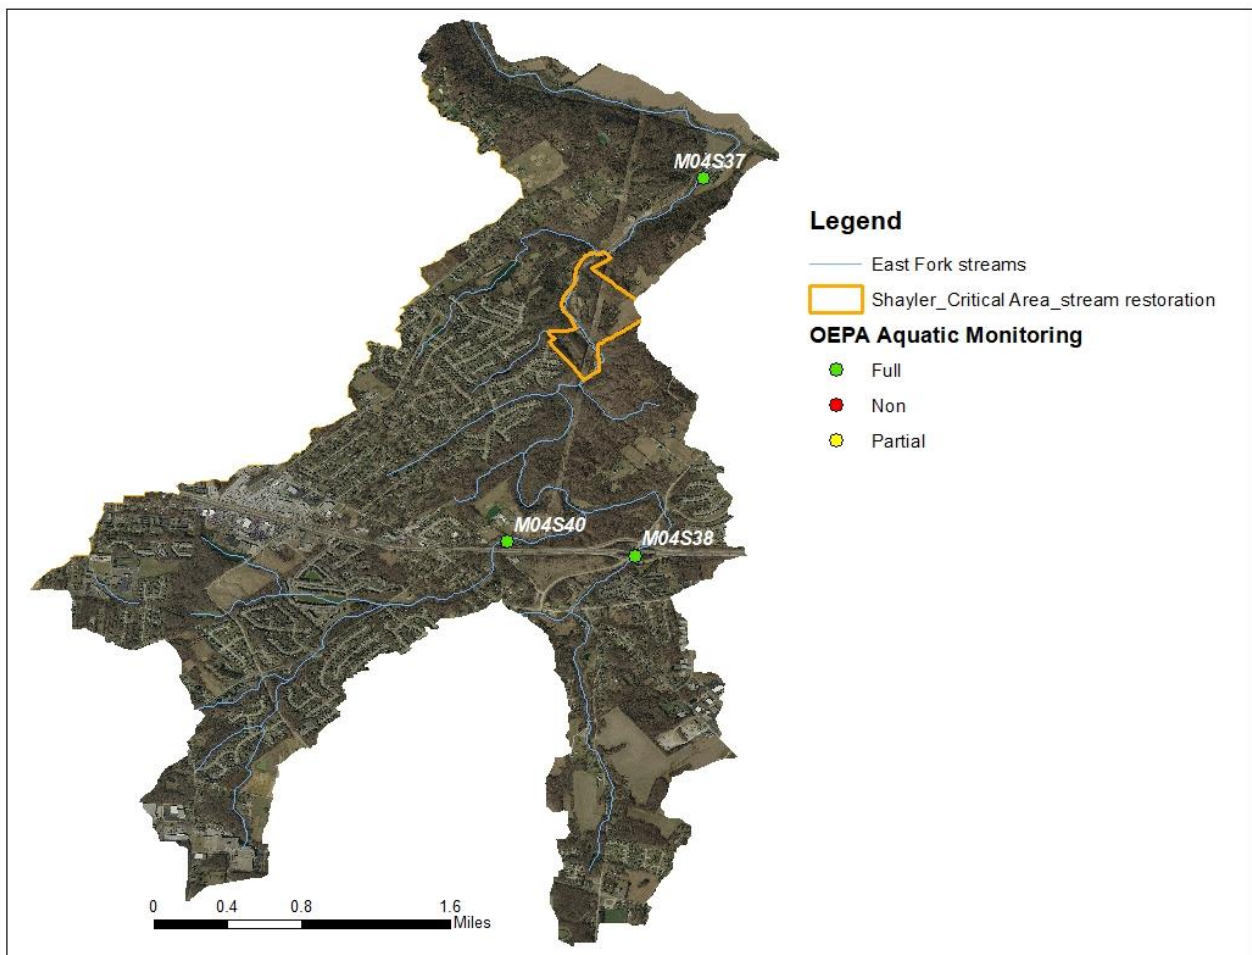 M04S37
Legend
East Fork streams
Shayler_Critical Area_stream restoration
OEPA Aquatic Monitoring
Full
Non
Partial
M04S40
M04S38
0 0.4 0.8 1.6
Miles